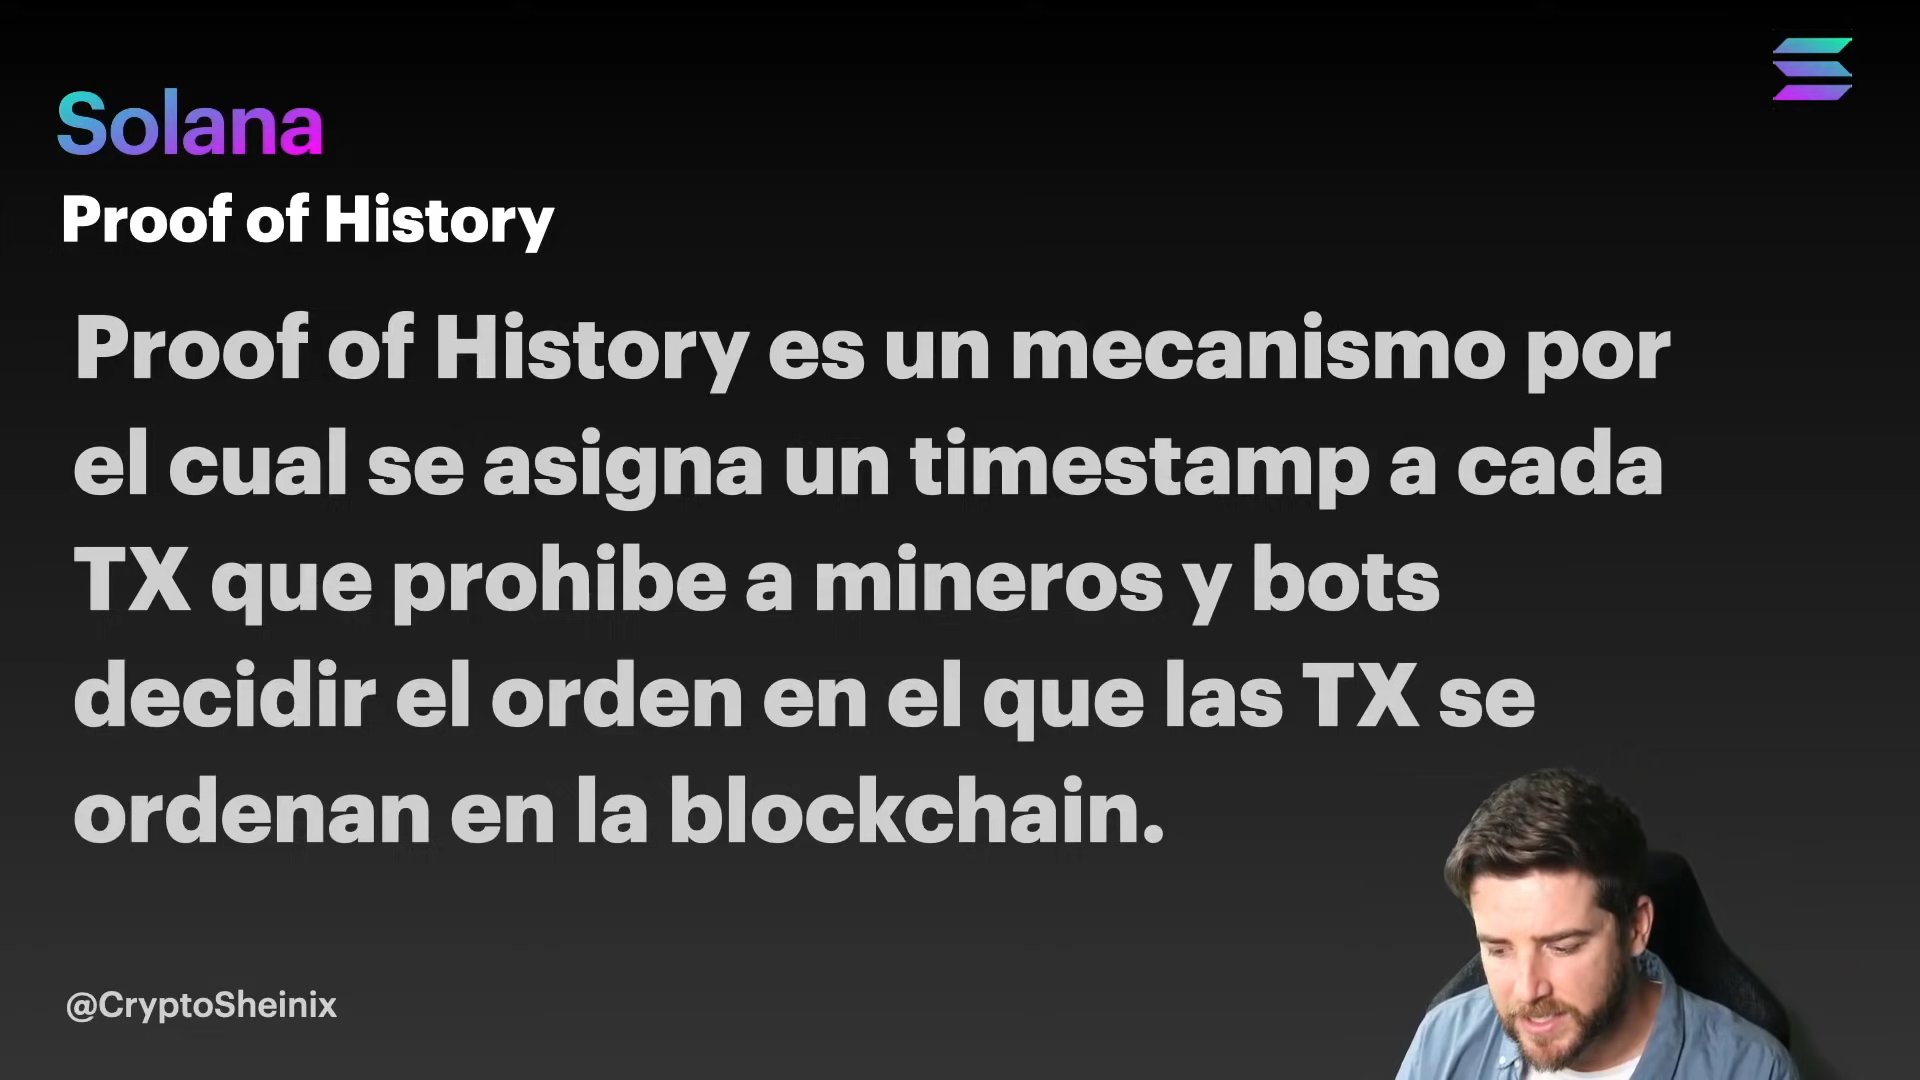 Solana
Proof of History
Proof of History es un mecanismo por
el cual se asigna un timestamp a cada
TX que prohibe a mineros y bots
decidir el orden en el que las TX se
ordenan en la blockchain.
@CryptoSheinix